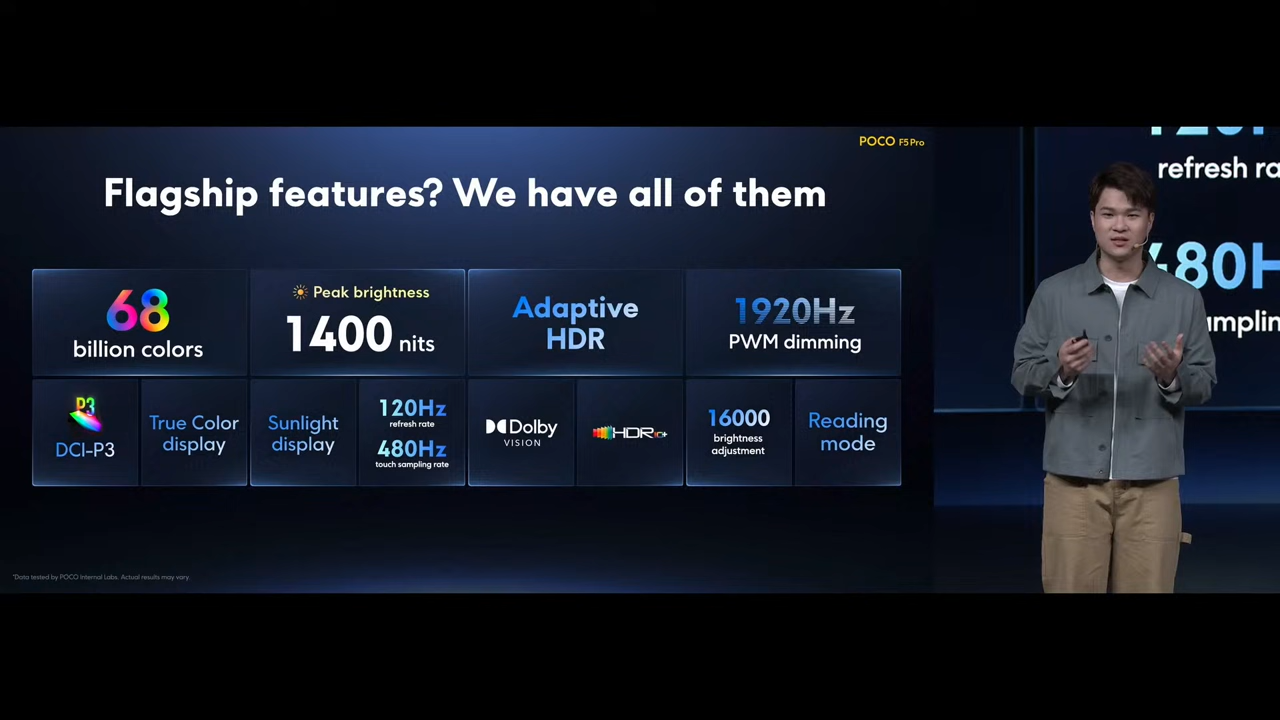 POCO F5 Pro
Flagship features? We have all of them
68
billion colors
Peak brightness
1400 nits
Adaptive
HDR
1920Hz
PWM dimming
P3
DCI-P3
True Color
display
Sunlight
display
120Hz
refresh rate
480Hz
touch sampling rate
Dolby
VISION
HDR10+
16000
brightness
adjustment
Reading
mode
*Data tested by POCO Internal Labs. Actual results may vary.
refresh ra
480H